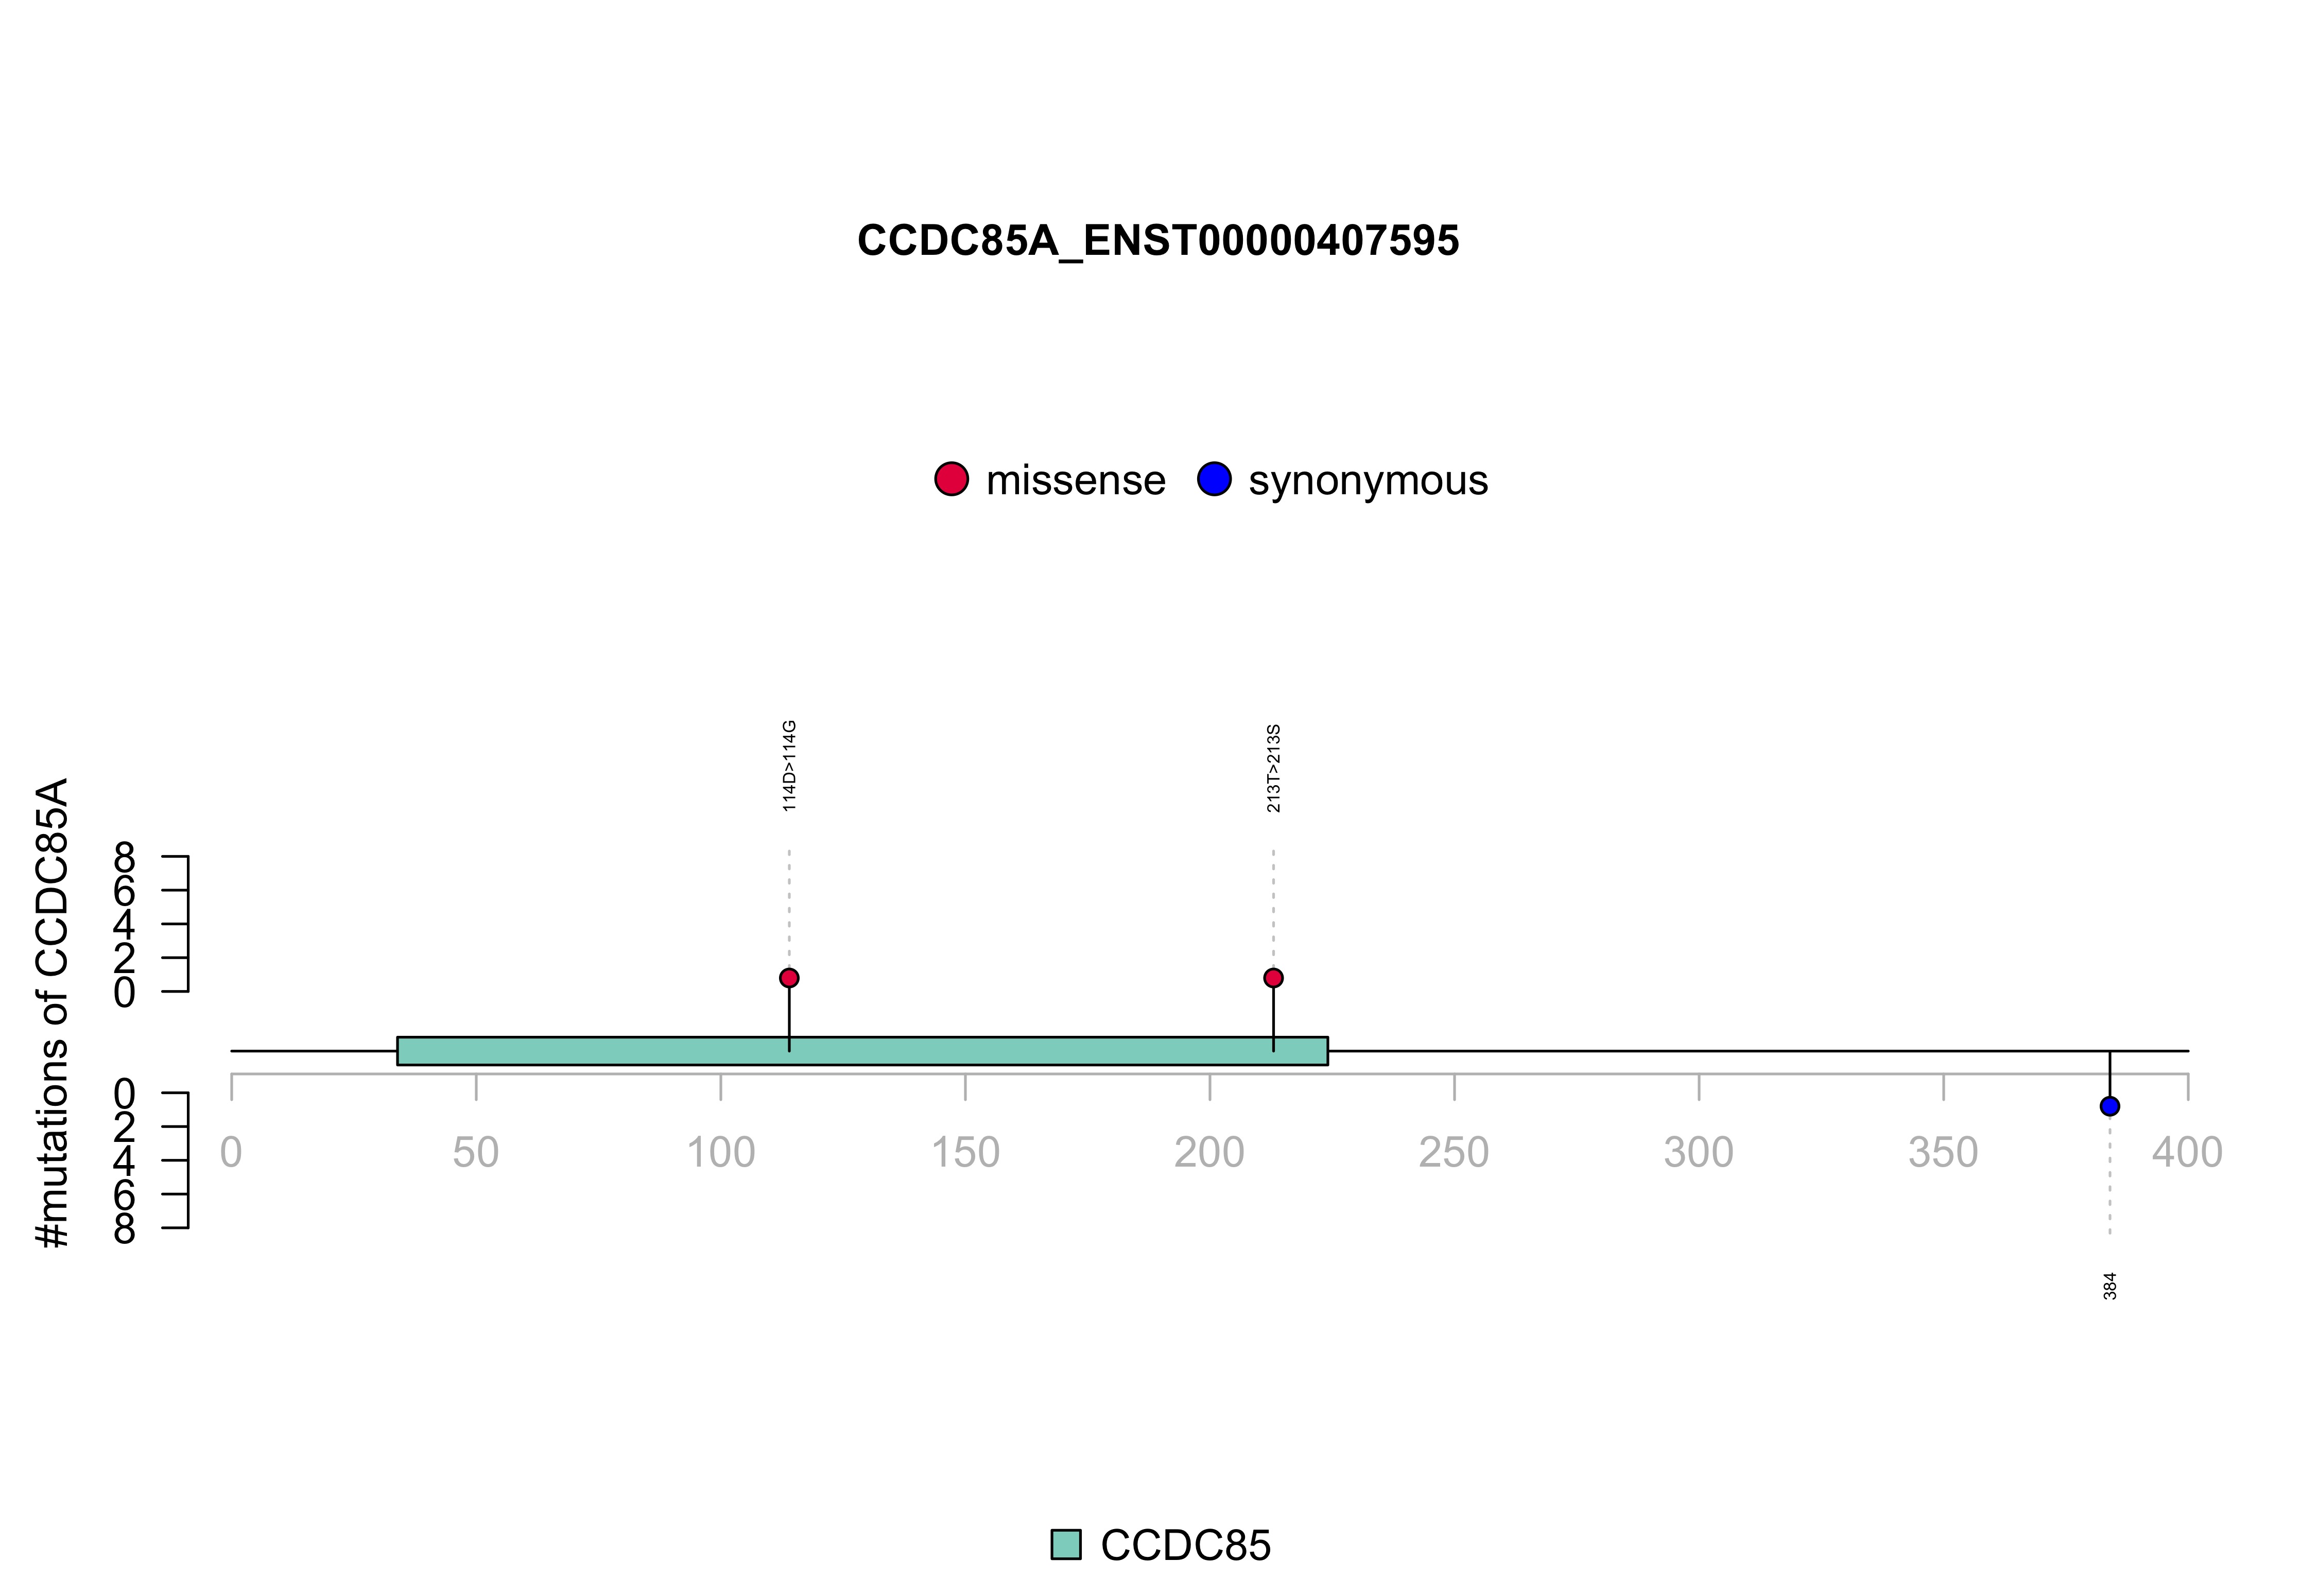 CCDC85A_ENST00000407595
missense synonymous
114D>114G
213T>213S
#mutations of CCDC85A
8
6
4
2
0
0
2
4
6
8
0 50 100 150 200 250 300 350 400
384
CCDC85